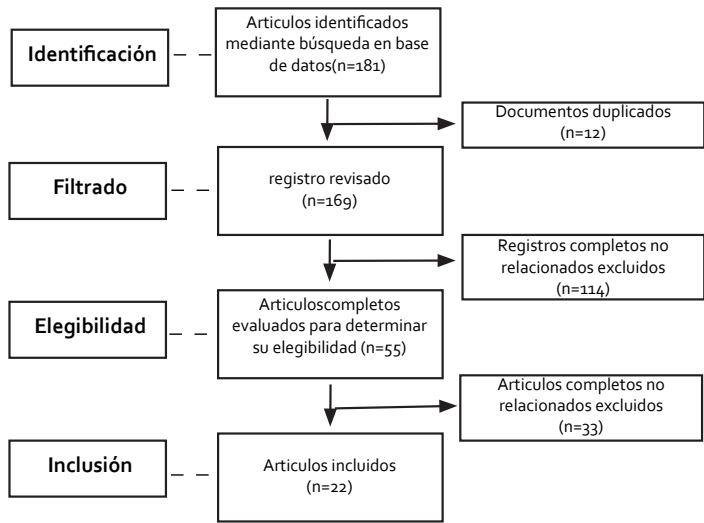 Identificación
Articulos identificados
mediante búsqueda en base
de datos(n=181)
Documentos duplicados
(n=12)
Filtrado
registro revisado
(n=169)
Registros completos no
relacionados excluidos
(n=114)
Elegibilidad
Articuloscompletos
evaluados para determinar
su elegibilidad (n=55)
Articulos completos no
relacionados excluidos
(n=33)
Inclusión
Articulos incluidos
(n=22)